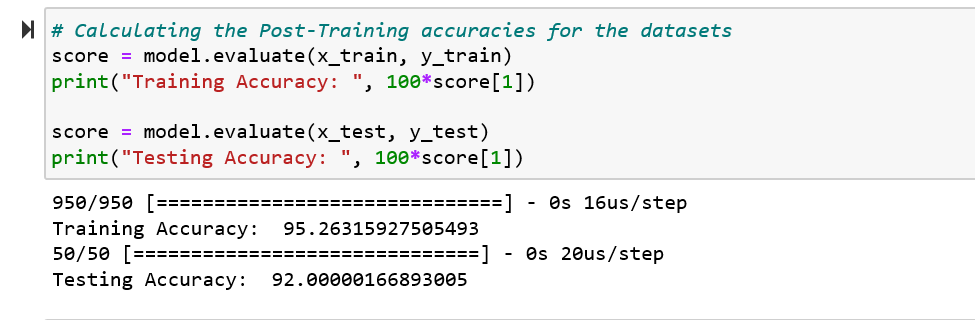 # Calculating the Post-Training accuracies for the datasets
score = model.evaluate(x_train, y_train)
print("Training Accuracy: ", 100*score[1])
score = model.evaluate(x_test, y_test)
print("Testing Accuracy: ", 100*score[1])
950/950 [==============================] - 0s 16us/step
Training Accuracy:  95.26315927505493
50/50 [==============================] - 0s 20us/step
Testing Accuracy:  92.00000166893005